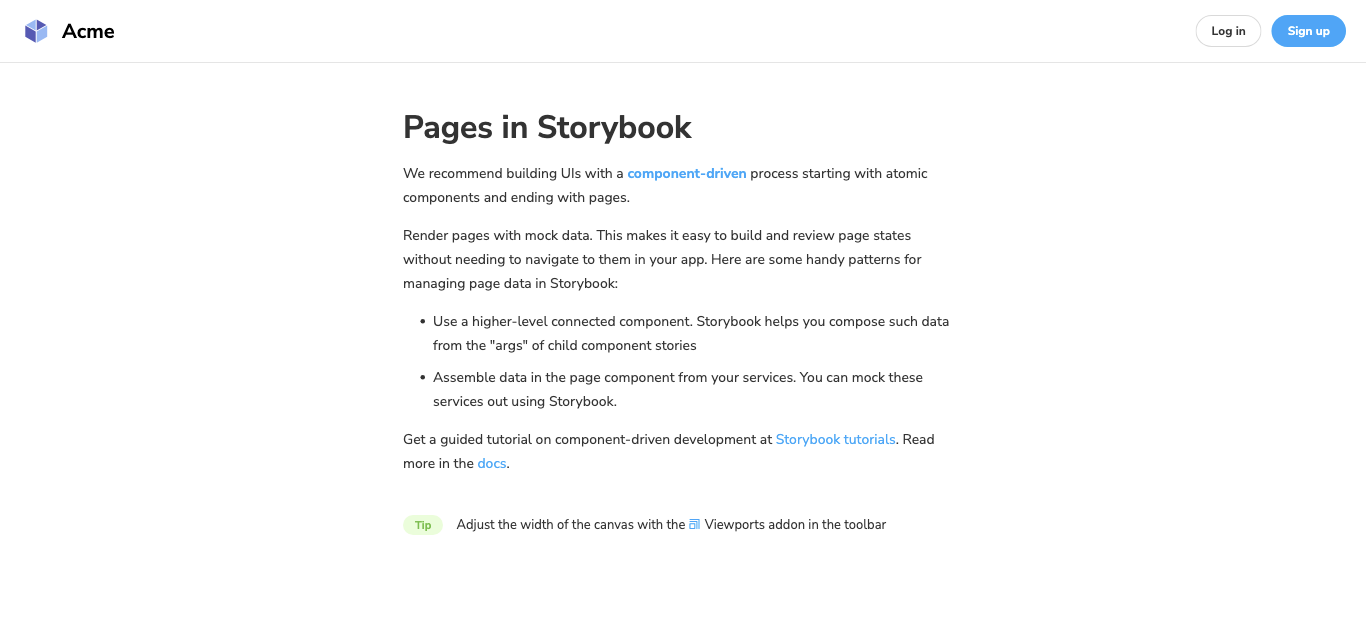 Acme
Log in
Sign up
Pages in Storybook
We recommend building UIs with a component-driven process starting with atomic
components and ending with pages.
Render pages with mock data. This makes it easy to build and review page states
without needing to navigate to them in your app. Here are some handy patterns for
managing page data in Storybook:
• Use a higher-level connected component. Storybook helps you compose such data
from the "args" of child component stories
• Assemble data in the page component from your services. You can mock these
services out using Storybook.
Get a guided tutorial on component-driven development at Storybook tutorials. Read
more in the docs.
Tip Adjust the width of the canvas with the Viewports addon in the toolbar